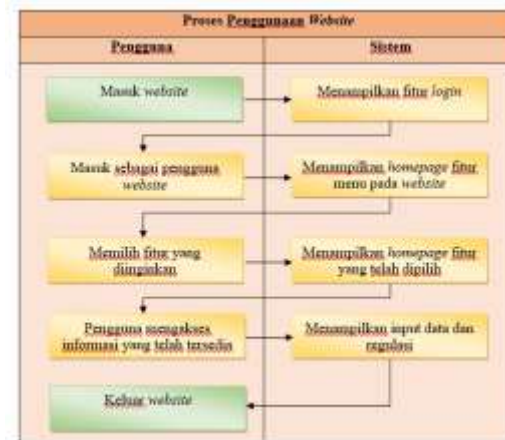 Proses Penggunaan Website
Pengguna
Sistem
Masuk website
Menampilkan fitur login
Masuk sebagai pengguna
website
Menampilkan homepage fitur
menu pada website
Memilih fitur yang
diinginkan
Menampilkan homepage fitur
yang telah dipilih
Pengguna mengakses
informasi yang telah tersedia
Menampilkan input data dan
regulasi
Keluar website